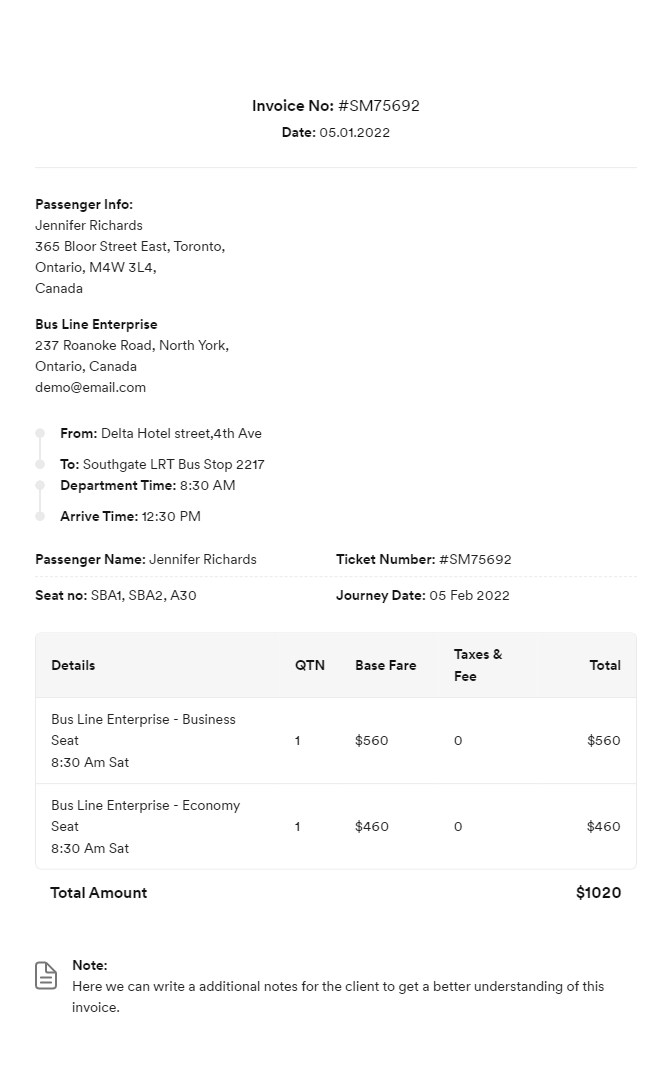 Invoice No: #SM75692
Date: 05.01.2022
Passenger Info:
Jennifer Richards
365 Bloor Street East, Toronto,
Ontario, M4W 3L4,
Canada
Bus Line Enterprise
237 Roanoke Road, North York,
Ontario, Canada
demo@email.com
From: Delta Hotel street,4th Ave
To: Southgate LRT Bus Stop 2217
Department Time: 8:30 AM
Arrive Time: 12:30 PM
Passenger Name: Jennifer Richards Ticket Number: #SM75692
Seat no: SBA1, SBA2, A30 Journey Date: 05 Feb 2022
Details QTN Base Fare Taxes & Fee Total
Bus Line Enterprise - Business
Seat 1 $560 0 $560
8:30 Am Sat
Bus Line Enterprise - Economy
Seat 1 $460 0 $460
8:30 Am Sat
Total Amount $1020
Note:
Here we can write a additional notes for the client to get a better understanding of this
invoice.